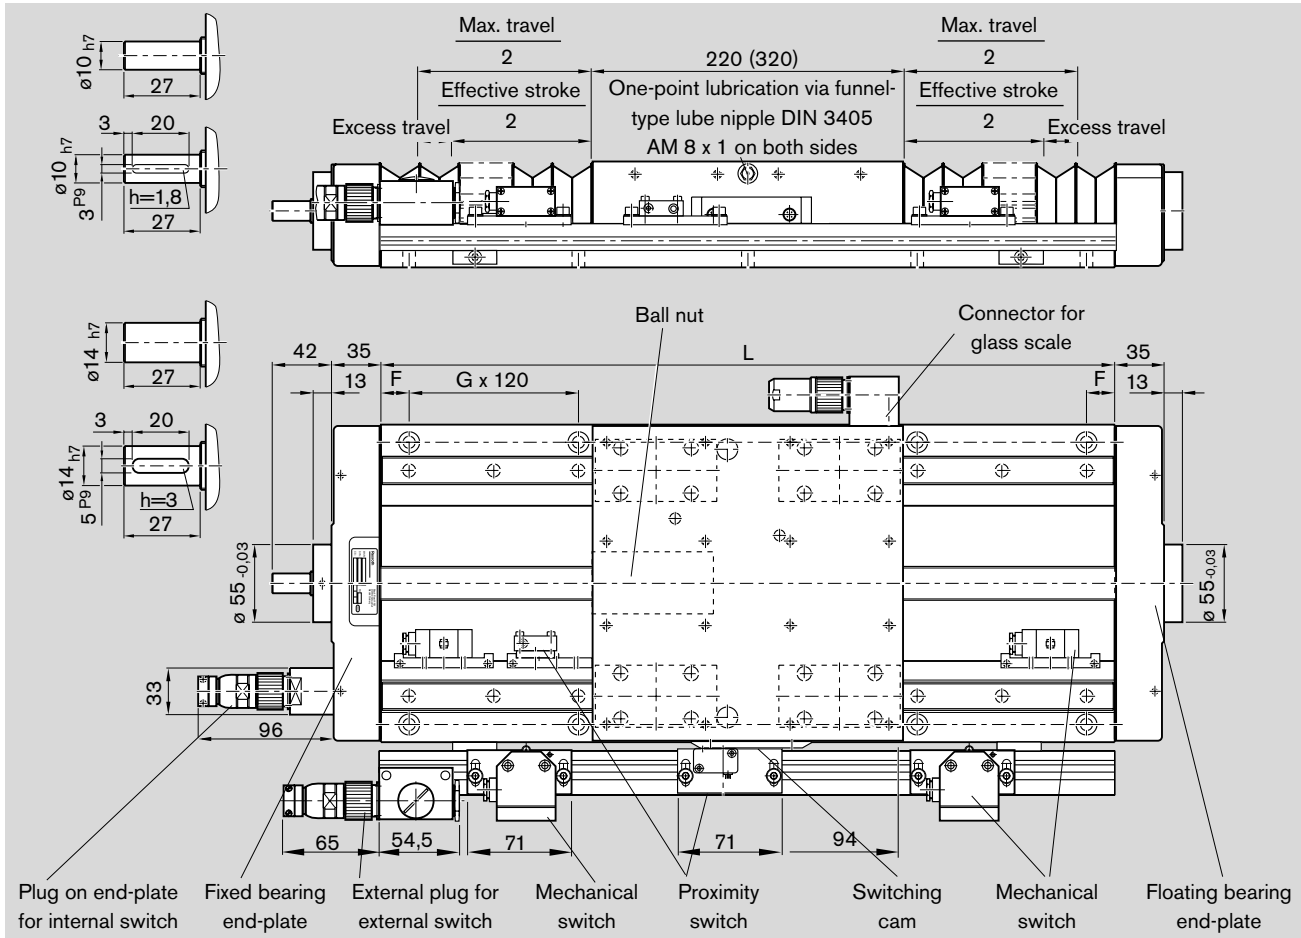 Max. travel
2
220 (320)
Max. travel
2
Effective stroke
2
One-point lubrication via funnel-
type lube nipple DIN 3405
AM 8 x 1 on both sides
Effective stroke
2
Excess travel
Excess travel
ø10 h7
27
3
20
ø10 h7
3 P9
h=1,8
27
ø14 h7
27
3
20
ø14 h7
5 P9
h=3
27
Ball nut
Connector for
glass scale
42
35
L
35
13
F
G x 120
F
13
ø 55 -0,03
ø 55 -0,03
33
96
65
54,5
71
71
94
Plug on end-plate
for internal switch
Fixed bearing
end-plate
External plug for
external switch
Mechanical
switch
Proximity
switch
Switching
cam
Mechanical
switch
Floating bearing
end-plate